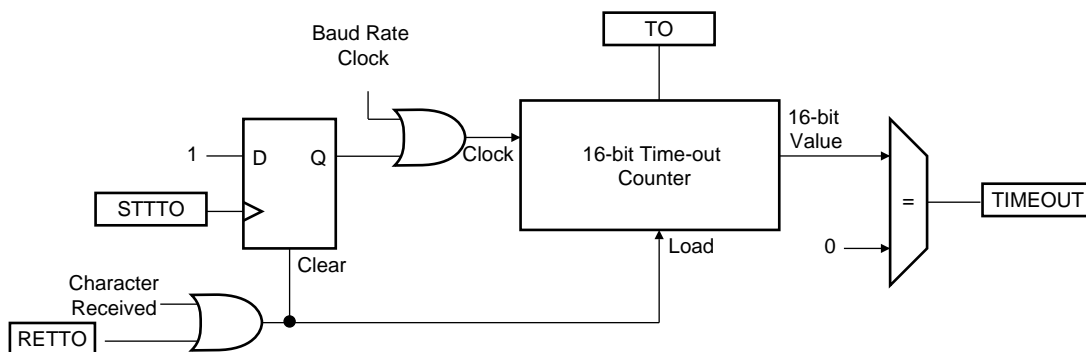 TO
Baud Rate
Clock
16-bit
Value
1
D
Q
Clock
16-bit Time-out
Counter
STTTO
=
TIMEOUT
Clear
Load
0
Character
Received
RETTO